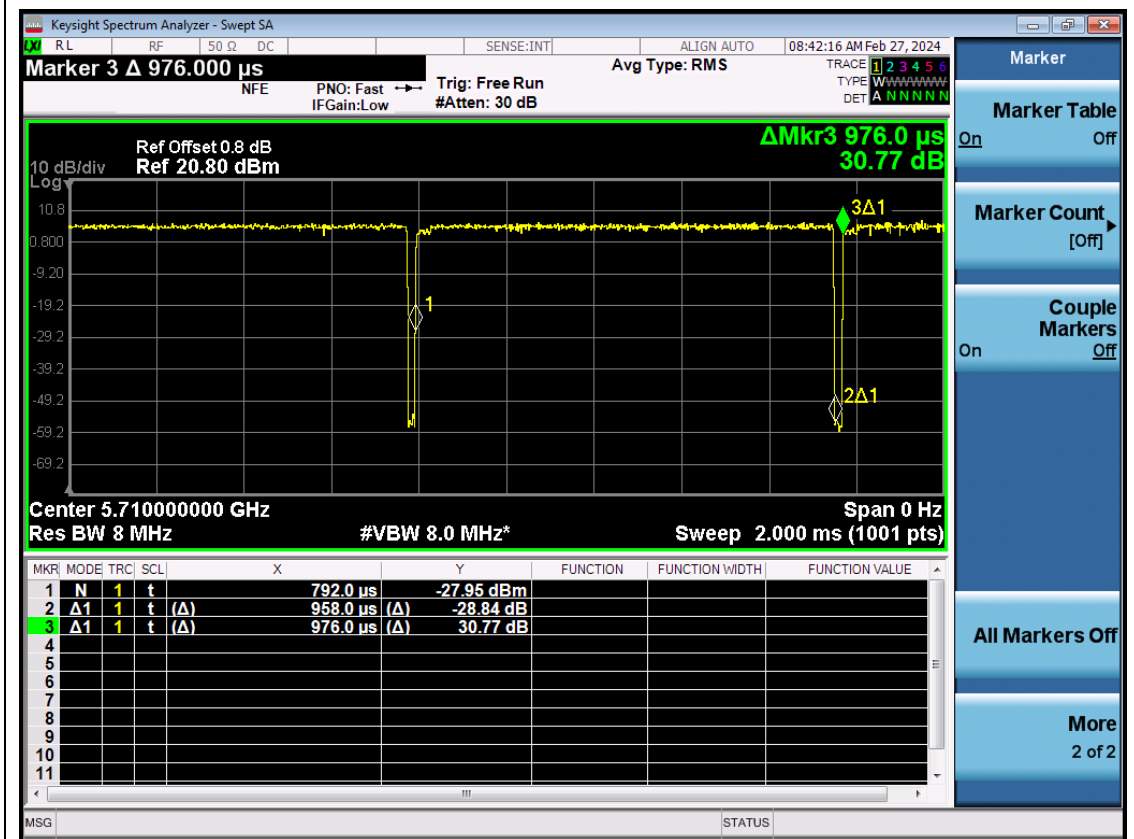 Keysight Spectrum Analyzer - Swept SA
LXI RL RF 50 Ω DC SENSE:INT ALIGN AUTO 08:42:16 AM Feb 27, 2024
Marker 3 Δ 976.000 µs
NFE
PNO: Fast
IFGain:Low
Trig: Free Run
#Atten: 30 dB
Avg Type: RMS
TRACE 1 2 3 4 5 6
TYPE WWWWWW
DET A N N N N N
ΔMkr3 976.0 µs
30.77 dB
Ref Offset 0.8 dB
Ref 20.80 dBm
10 dB/div
Log
10.8
0.800
-9.20
-19.2
-29.2
-39.2
-49.2
-59.2
-69.2
1
3Δ1
2Δ1
Center 5.710000000 GHz Span 0 Hz
Res BW 8 MHz #VBW 8.0 MHz* Sweep 2.000 ms (1001 pts)
MKR MODE TRC SCL X Y FUNCTION FUNCTION WIDTH FUNCTION VALUE
1 N 1 t 792.0 µs -27.95 dBm
2 Δ1 1 t (Δ) 958.0 µs (Δ) -28.84 dB
3 Δ1 1 t (Δ) 976.0 µs (Δ) 30.77 dB
4
5
6
7
8
9
10
11
MSG STATUS
Marker
Marker Table
On Off
Marker Count
[Off]
Couple
Markers
On Off
All Markers Off
More
2 of 2